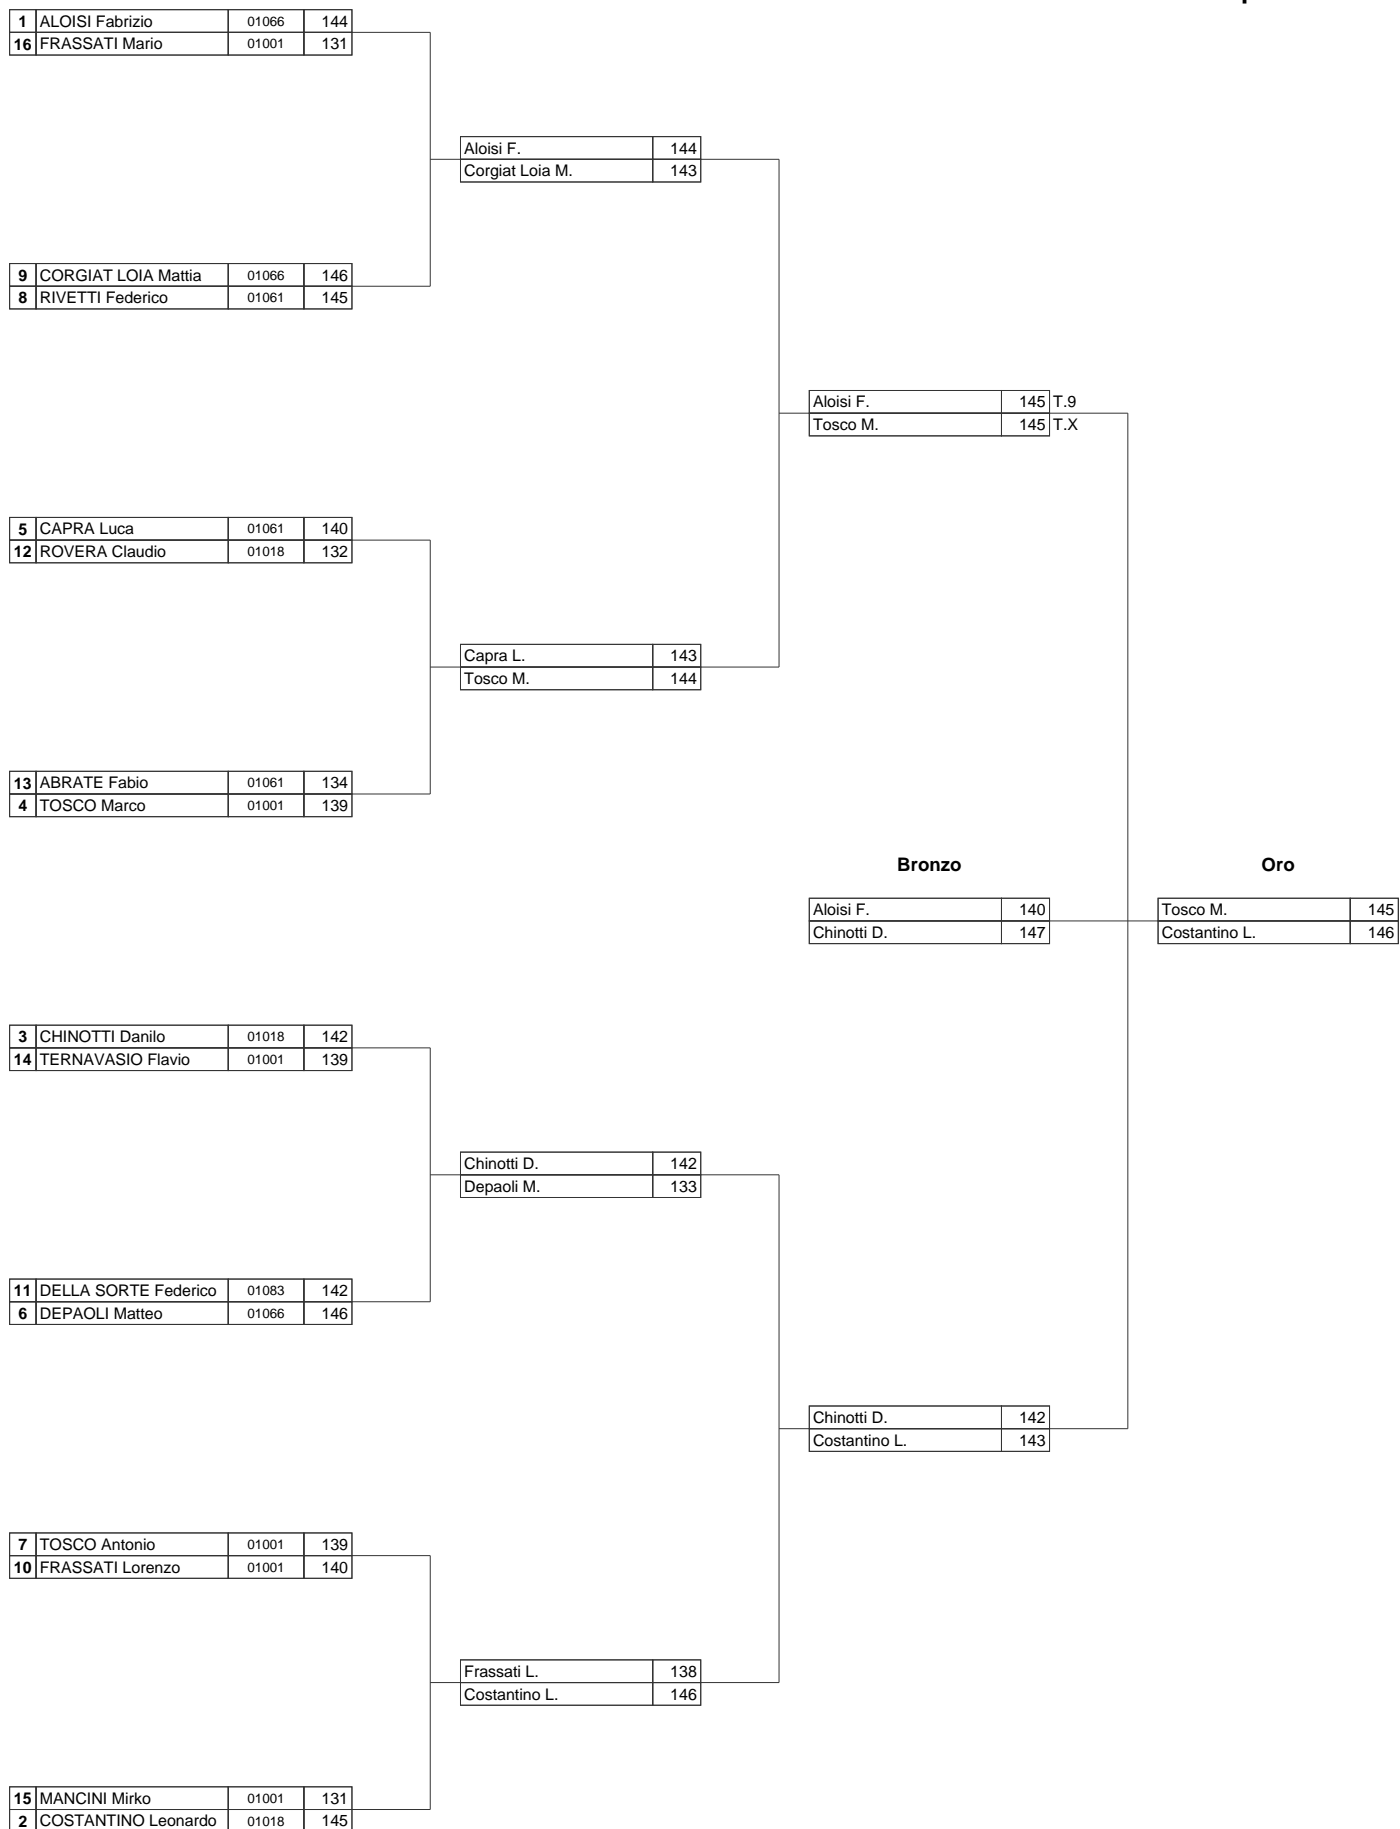 1 ALOISI Fabrizio 01066 144
16 FRASSATI Mario 01001 131
Aloisi F. 144
Corgiat Loia M. 143
9 CORGIAT LOIA Mattia 01066 146
8 RIVETTI Federico 01061 145
Aloisi F. 145 T.9
Tosco M. 145 T.X
5 CAPRA Luca 01061 140
12 ROVERA Claudio 01018 132
Capra L. 143
Tosco M. 144
13 ABRATE Fabio 01061 134
4 TOSCO Marco 01001 139
Bronzo Oro
Aloisi F. 140 Tosco M. 145
Chinotti D. 147 Costantino L. 146
3 CHINOTTI Danilo 01018 142
14 TERNAVASIO Flavio 01001 139
Chinotti D. 142
Depaoli M. 133
11 DELLA SORTE Federico 01083 142
6 DEPAOLI Matteo 01066 146
Chinotti D. 142
Costantino L. 143
7 TOSCO Antonio 01001 139
10 FRASSATI Lorenzo 01001 140
Frassati L. 138
Costantino L. 146
15 MANCINI Mirko 01001 131
2 COSTANTINO Leonardo 01018 145